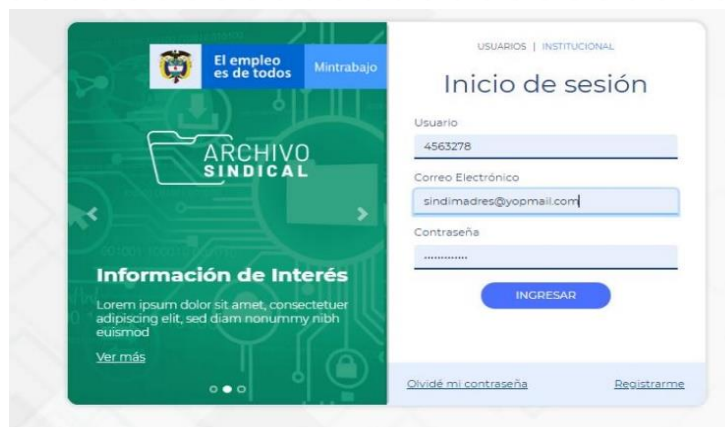 El empleo
es de todos
Mintrabajo
ARCHIVO
SINDICAL
Información de Interés
Lorem ipsum dolor sit amet, consectetuer
adipiscing elit, sed diam nonummy nibh
euismod
Ver más
USUARIOS | INSTITUCIONAL
Inicio de sesión
Usuario
4563278
Correo Electrónico
sindimadres@yopmail.com
Contraseña
•••••••••••••
INGRESAR
Olvidé mi contraseña
Registrarme